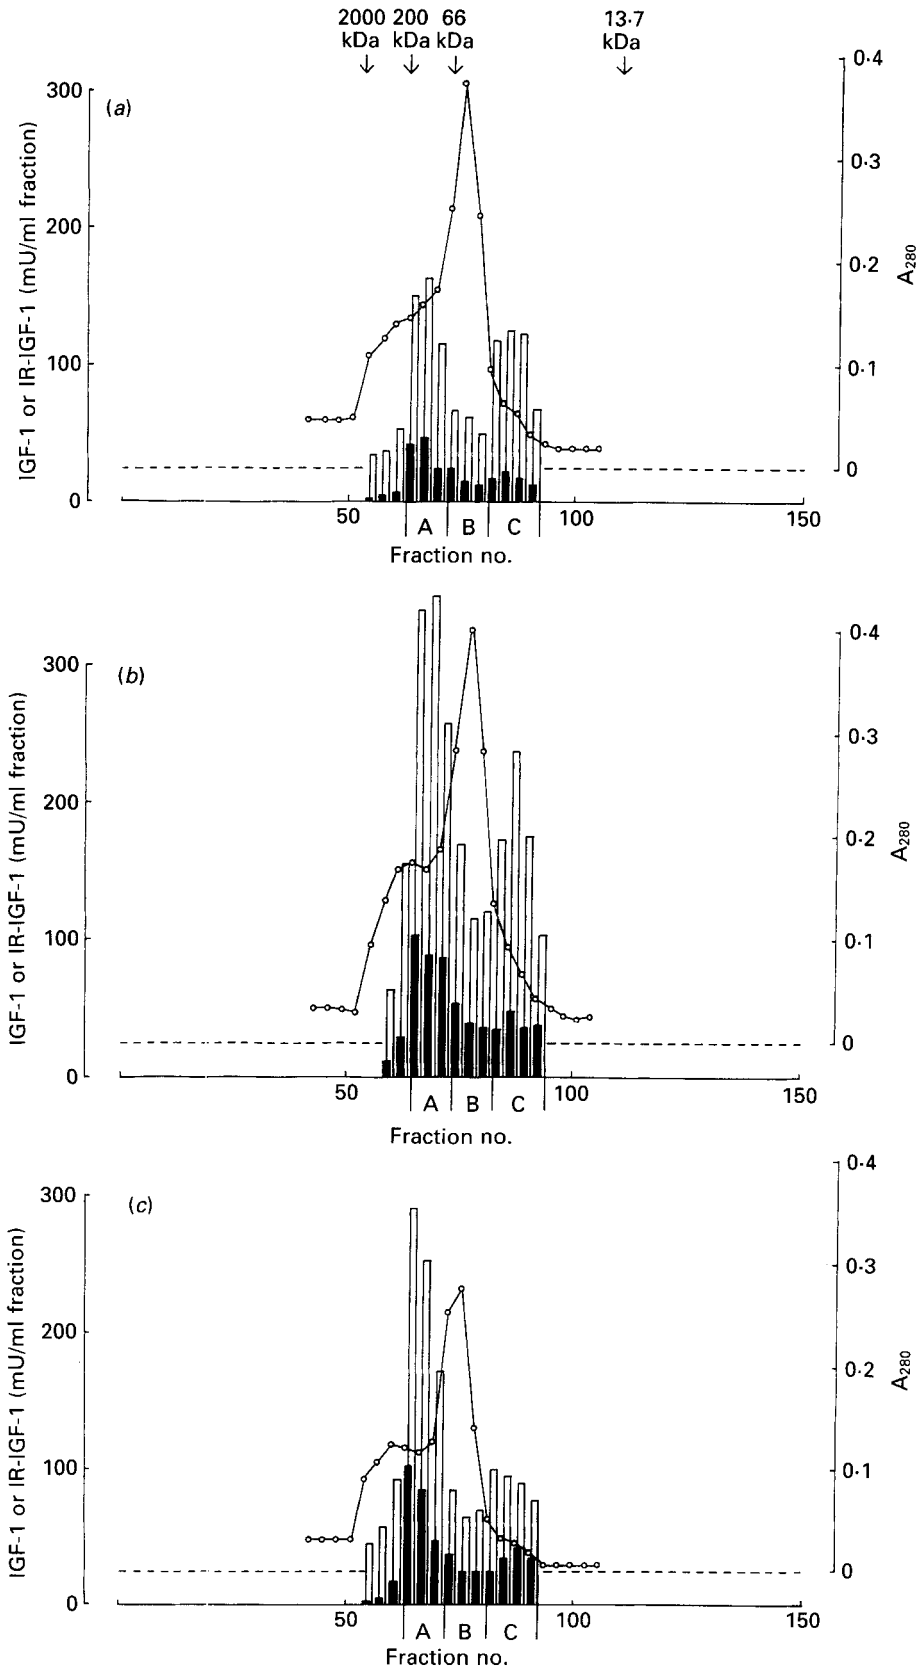 2000 200 66 13·7
kDa kDa kDa kDa
(a)
300
200
100
0
IGF-1 or IR-IGF-1 (mU/ml fraction)
0·4
0·3
0·2
0·1
0
A280
50 100 150
A B C
Fraction no.
(b)
300
200
100
0
IGF-1 or IR-IGF-1 (mU/ml fraction)
0·4
0·3
0·2
0·1
0
A280
50 100 150
A B C
Fraction no.
(c)
300
200
100
0
IGF-1 or IR-IGF-1 (mU/ml fraction)
0·4
0·3
0·2
0·1
0
A280
50 100 150
A B C
Fraction no.